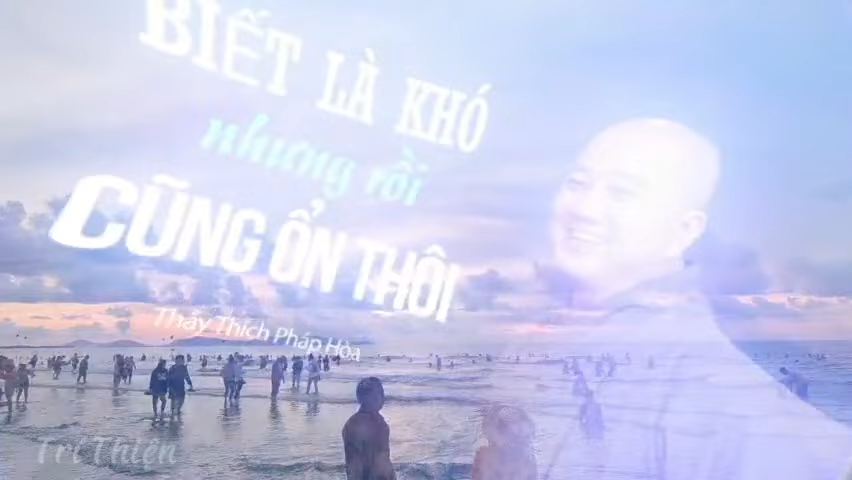 BIẾT LÀ KHÓ
nhưng rồi
CŨNG ỔN THÔI
Thầy Thích Pháp Hòa
Trí Thiện